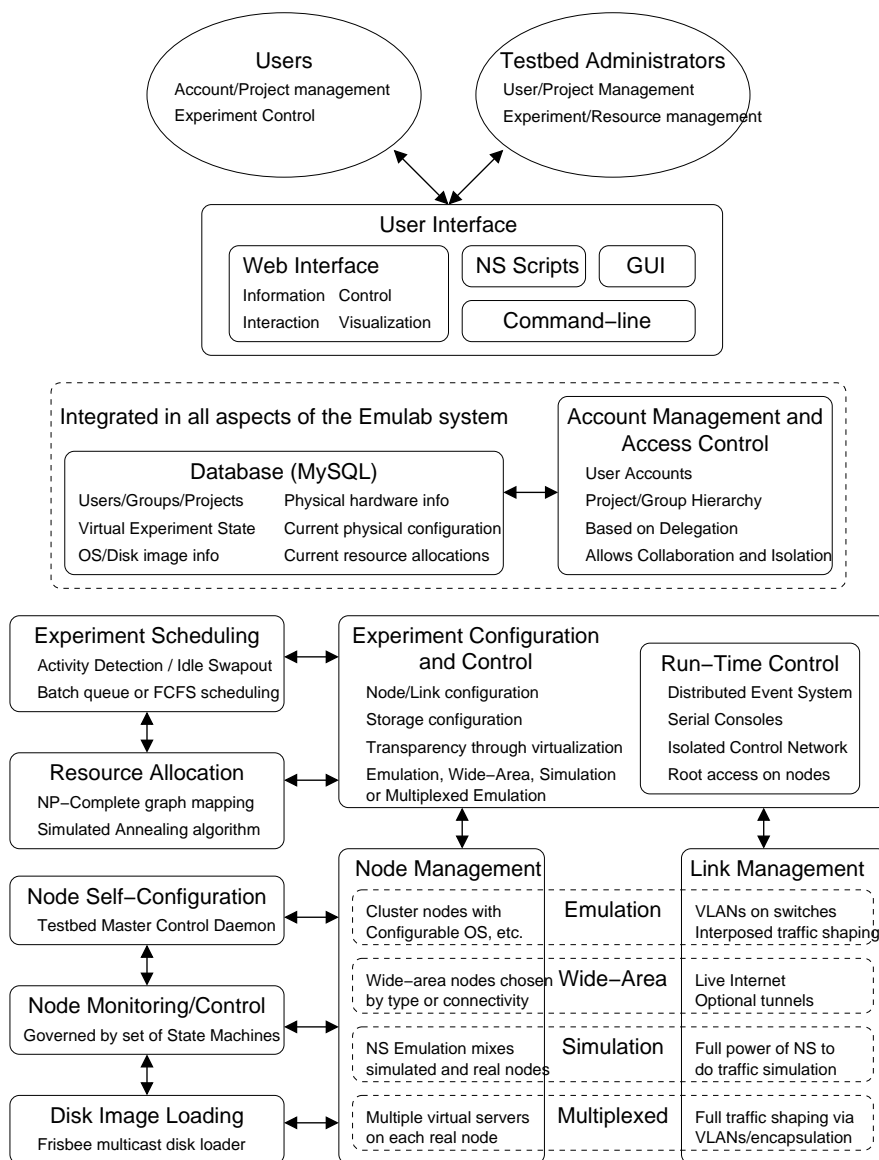 Users
Account/Project management
Experiment Control
Testbed Administrators
User/Project Management
Experiment/Resource management
User Interface
Web Interface
Information Control
Interaction Visualization
NS Scripts
GUI
Command−line
Integrated in all aspects of the Emulab system
Database (MySQL)
Users/Groups/Projects
Virtual Experiment State
OS/Disk image info
Physical hardware info
Current physical configuration
Current resource allocations
Account Management and
Access Control
User Accounts
Project/Group Hierarchy
Based on Delegation
Allows Collaboration and Isolation
Experiment Scheduling
Activity Detection / Idle Swapout
Batch queue or FCFS scheduling
Resource Allocation
NP−Complete graph mapping
Simulated Annealing algorithm
Experiment Configuration
and Control
Node/Link configuration
Storage configuration
Transparency through virtualization
Emulation, Wide−Area, Simulation
or Multiplexed Emulation
Run−Time Control
Distributed Event System
Serial Consoles
Isolated Control Network
Root access on nodes
Node Self−Configuration
Testbed Master Control Daemon
Node Monitoring/Control
Governed by set of State Machines
Disk Image Loading
Frisbee multicast disk loader
Node Management
Link Management
Cluster nodes with
Configurable OS, etc.
Emulation
VLANs on switches
Interposed traffic shaping
Wide−area nodes chosen
by type or connectivity
Wide−Area
Live Internet
Optional tunnels
NS Emulation mixes
simulated and real nodes
Simulation
Full power of NS to
do traffic simulation
Multiple virtual servers
on each real node
Multiplexed
Full traffic shaping via
VLANs/encapsulation